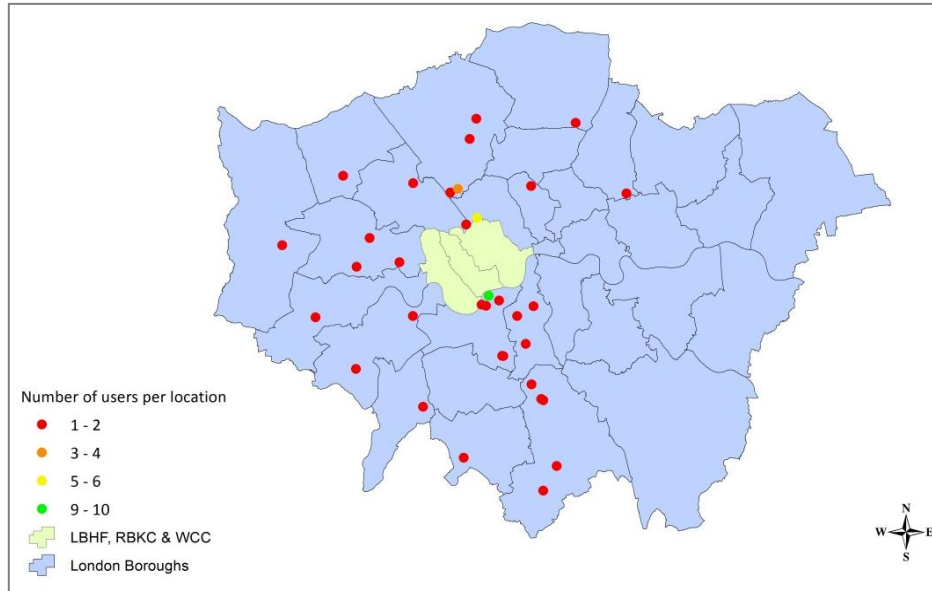 Number of users per location
1 - 2
3 - 4
5 - 6
9 - 10
LBHF, RBKC & WCC
London Boroughs
N
W E
S